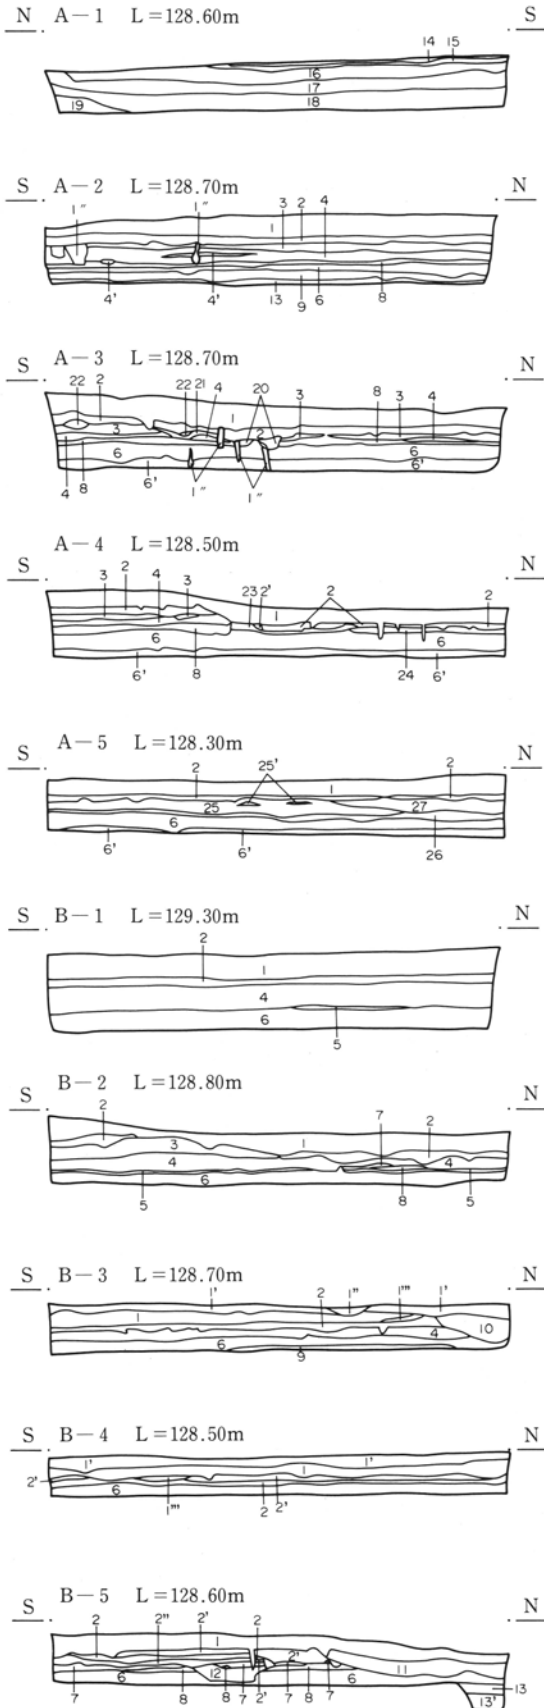 N A－1 L＝128.60m S
14 15
16
17
18
19
S A－2 L＝128.70m N
1″ 1″ 3 2 4
1
4' 4' 13 9 6 8
S A－3 L＝128.70m N
22 2 22 21 4 20 3 8 3 4
1
3 2
6 6
6'
4 8 6' 1″ 1″
S A－4 L＝128.50m N
3 2 4 3 23 2' 2 2
1
6 6
6' 8 24 6'
S A－5 L＝128.30m N
2 25' 2
1
25 27
6
6' 6' 26
S B－1 L＝129.30m N
2
1
4
6
5
S B－2 L＝128.80m N
2 7 2
3 1
4 4
6
5 8 5
S B－3 L＝128.70m N
1' 2 1″ 1‴ 1'
1
4 10
6
9
S B－4 L＝128.50m N
1' 1'
1
2'
6
1‴ 2 2'
S B－5 L＝128.60m N
2 2″ 2' 2
1
2'
11
6 12 6
7 8 8 7 2' 7 8 7 13
13'